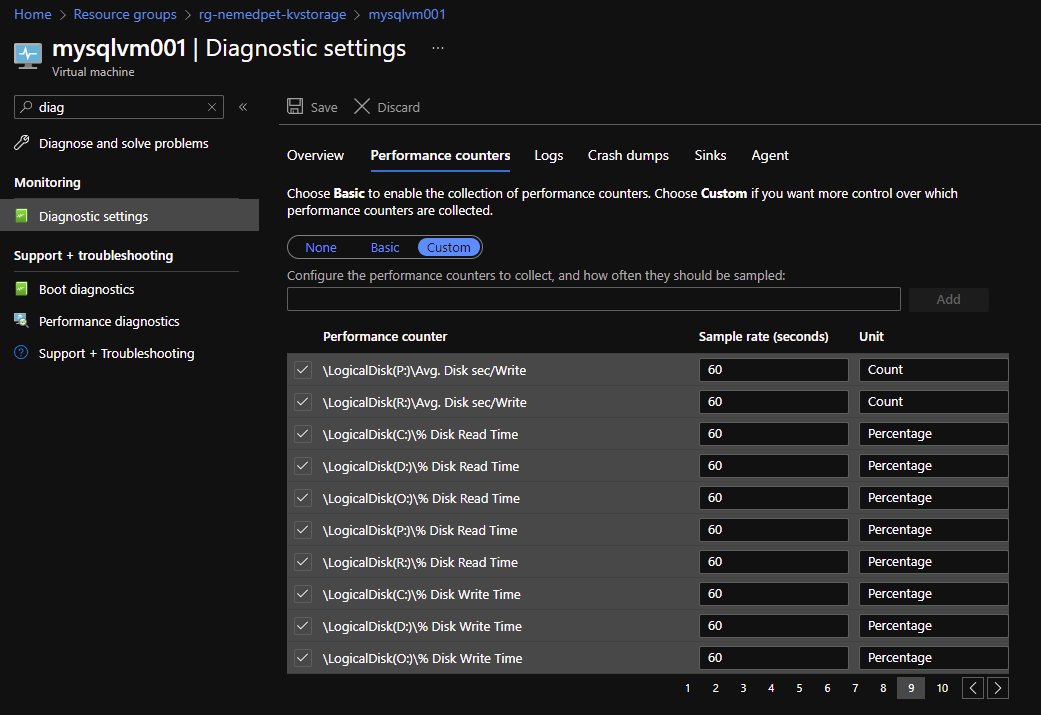 Home > Resource groups > rg-nemedpet-kvstorage > mysqlvm001
mysqlvm001 | Diagnostic settings ...
Virtual machine
diag
Diagnose and solve problems
Monitoring
Diagnostic settings
Support + troubleshooting
Boot diagnostics
Performance diagnostics
Support + Troubleshooting
Save Discard
Overview Performance counters Logs Crash dumps Sinks Agent
Choose Basic to enable the collection of performance counters. Choose Custom if you want more control over which
performance counters are collected.
None Basic Custom
Configure the performance counters to collect, and how often they should be sampled:
Add
Performance counter Sample rate (seconds) Unit
\LogicalDisk(P:)\Avg. Disk sec/Write 60 Count
\LogicalDisk(R:)\Avg. Disk sec/Write 60 Count
\LogicalDisk(C:)\% Disk Read Time 60 Percentage
\LogicalDisk(D:)\% Disk Read Time 60 Percentage
\LogicalDisk(O:)\% Disk Read Time 60 Percentage
\LogicalDisk(P:)\% Disk Read Time 60 Percentage
\LogicalDisk(R:)\% Disk Read Time 60 Percentage
\LogicalDisk(C:)\% Disk Write Time 60 Percentage
\LogicalDisk(D:)\% Disk Write Time 60 Percentage
\LogicalDisk(O:)\% Disk Write Time 60 Percentage
1 2 3 4 5 6 7 8 9 10 < >